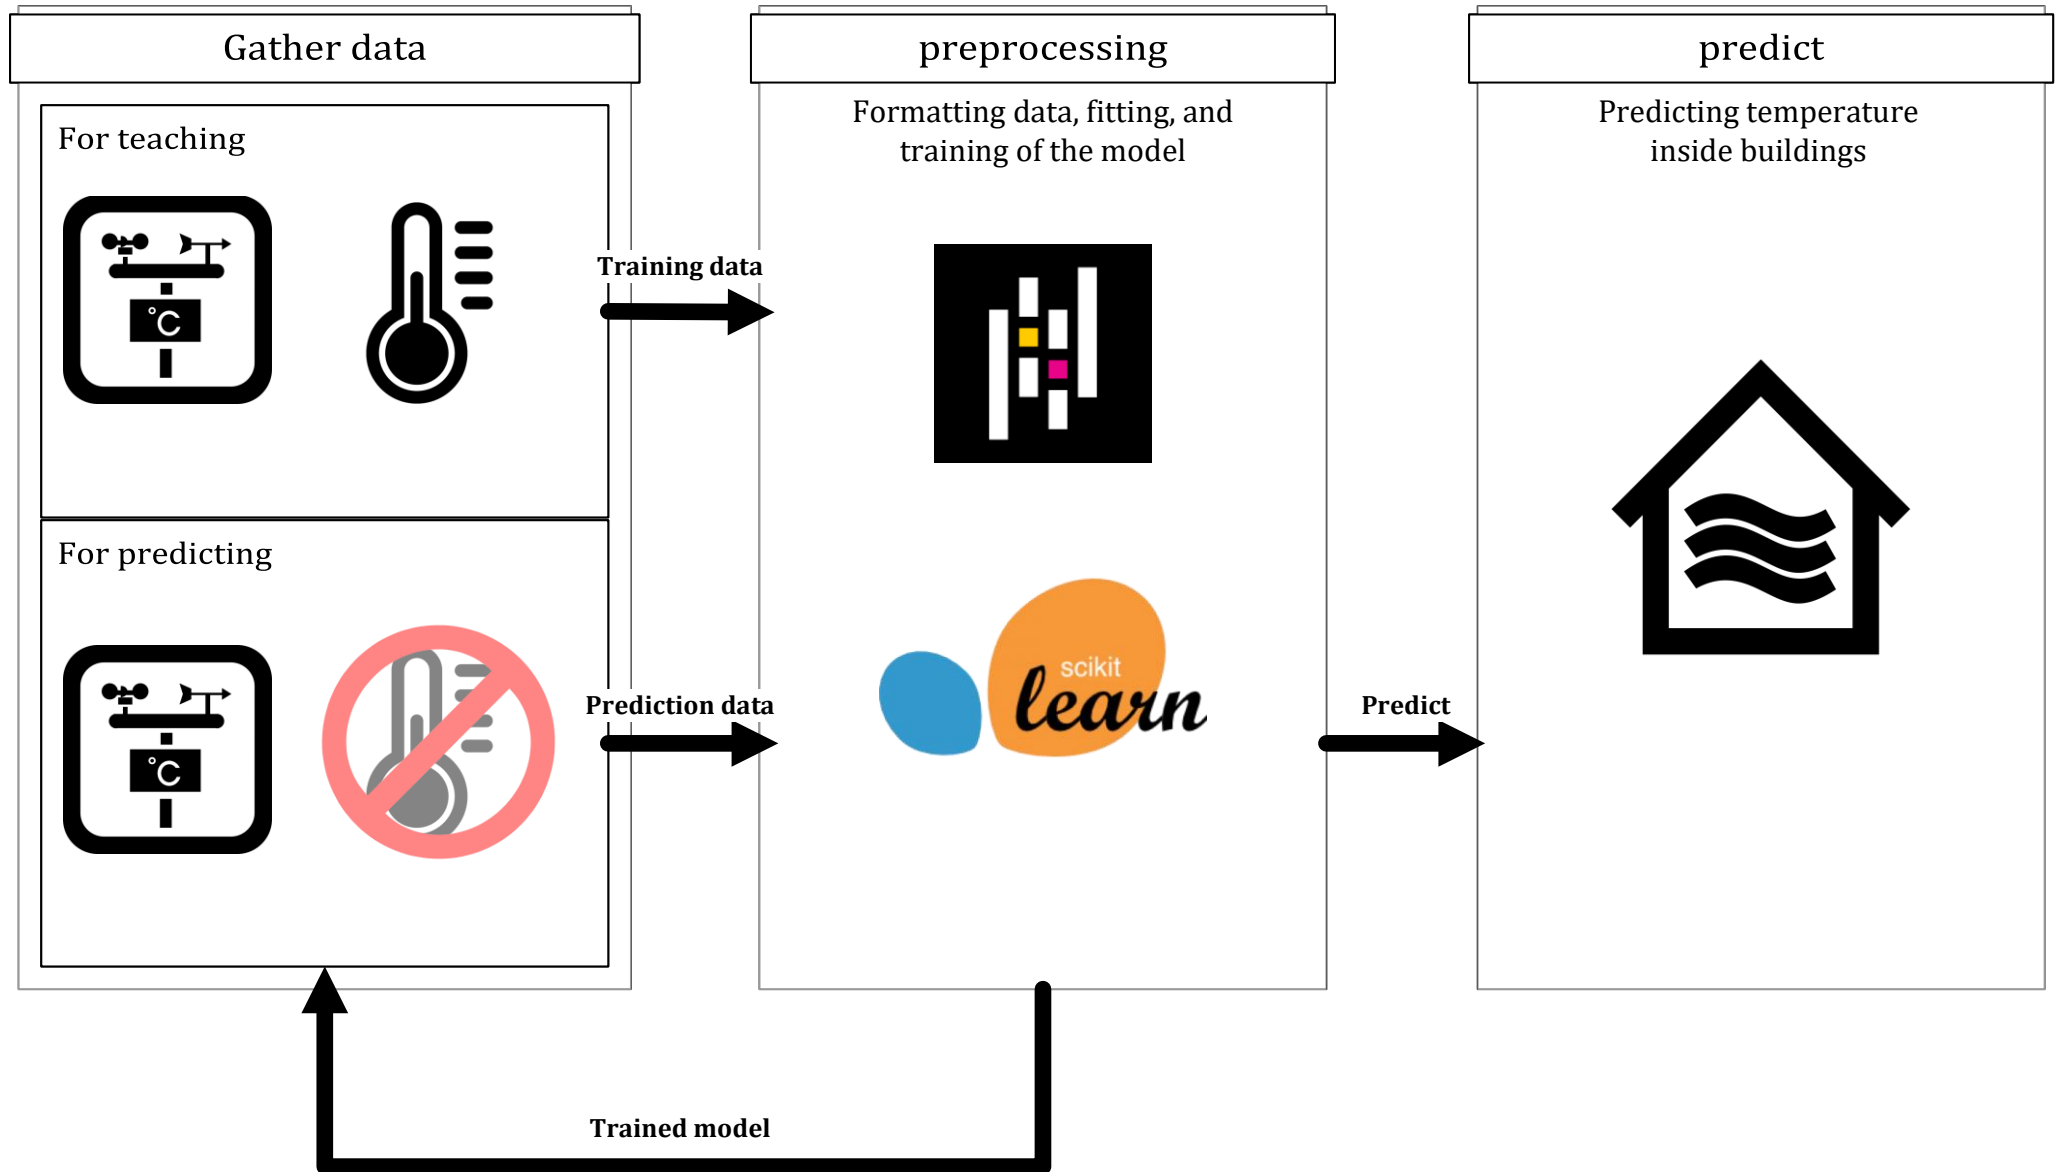 Gather data
For teaching
°C
Training data
For predicting
°C
Prediction data
preprocessing
Formatting data, fitting, and
training of the model
scikit
learn
Predict
predict
Predicting temperature
inside buildings
Trained model